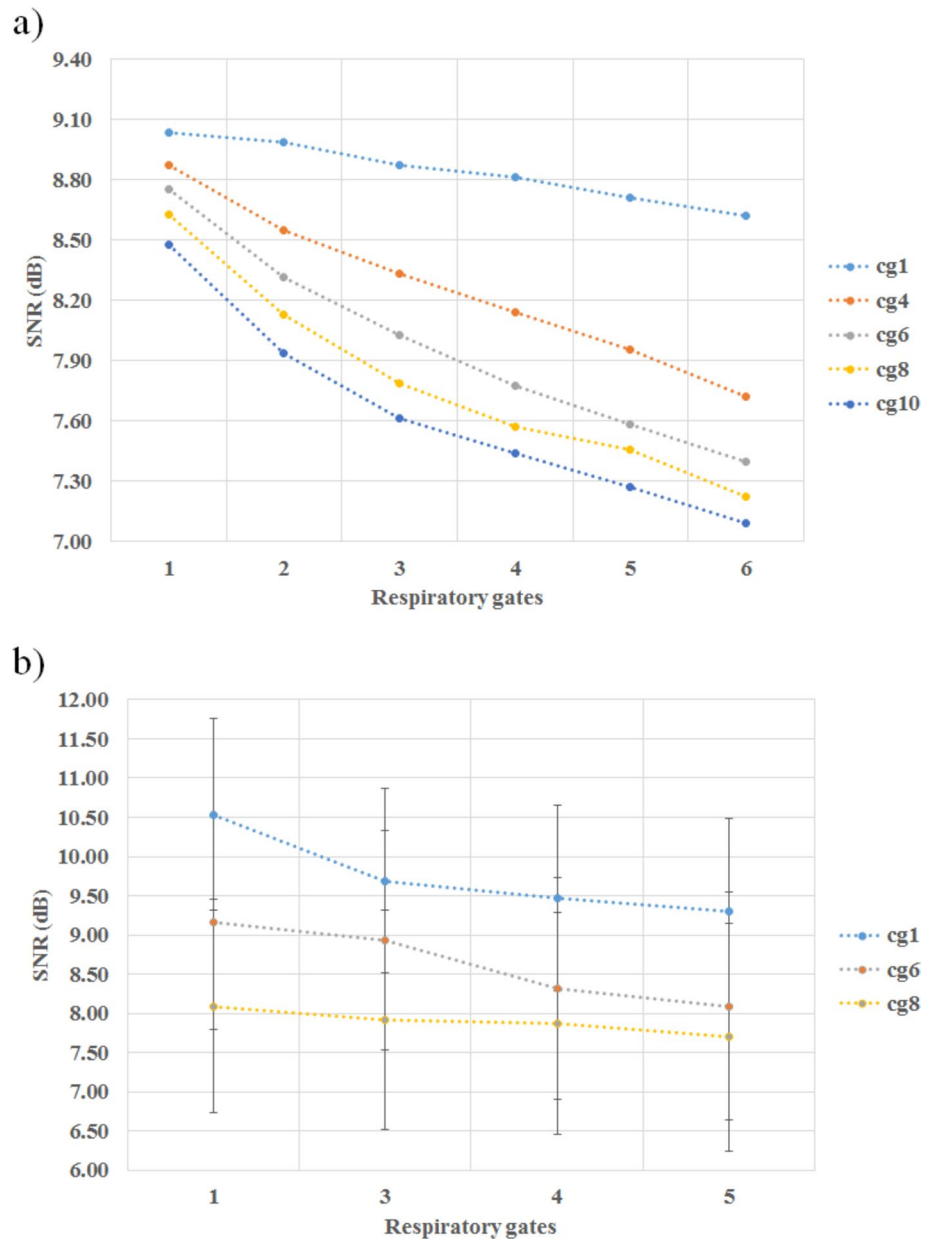 a)
9.40
9.10
8.80
8.50
8.20
7.90
7.60
7.30
7.00
SNR (dB)
1 2 3 4 5 6
Respiratory gates
cg1
cg4
cg6
cg8
cg10
b)
12.00
11.50
11.00
10.50
10.00
9.50
9.00
8.50
8.00
7.50
7.00
6.50
6.00
SNR (dB)
1 3 4 5
Respiratory gates
cg1
cg6
cg8